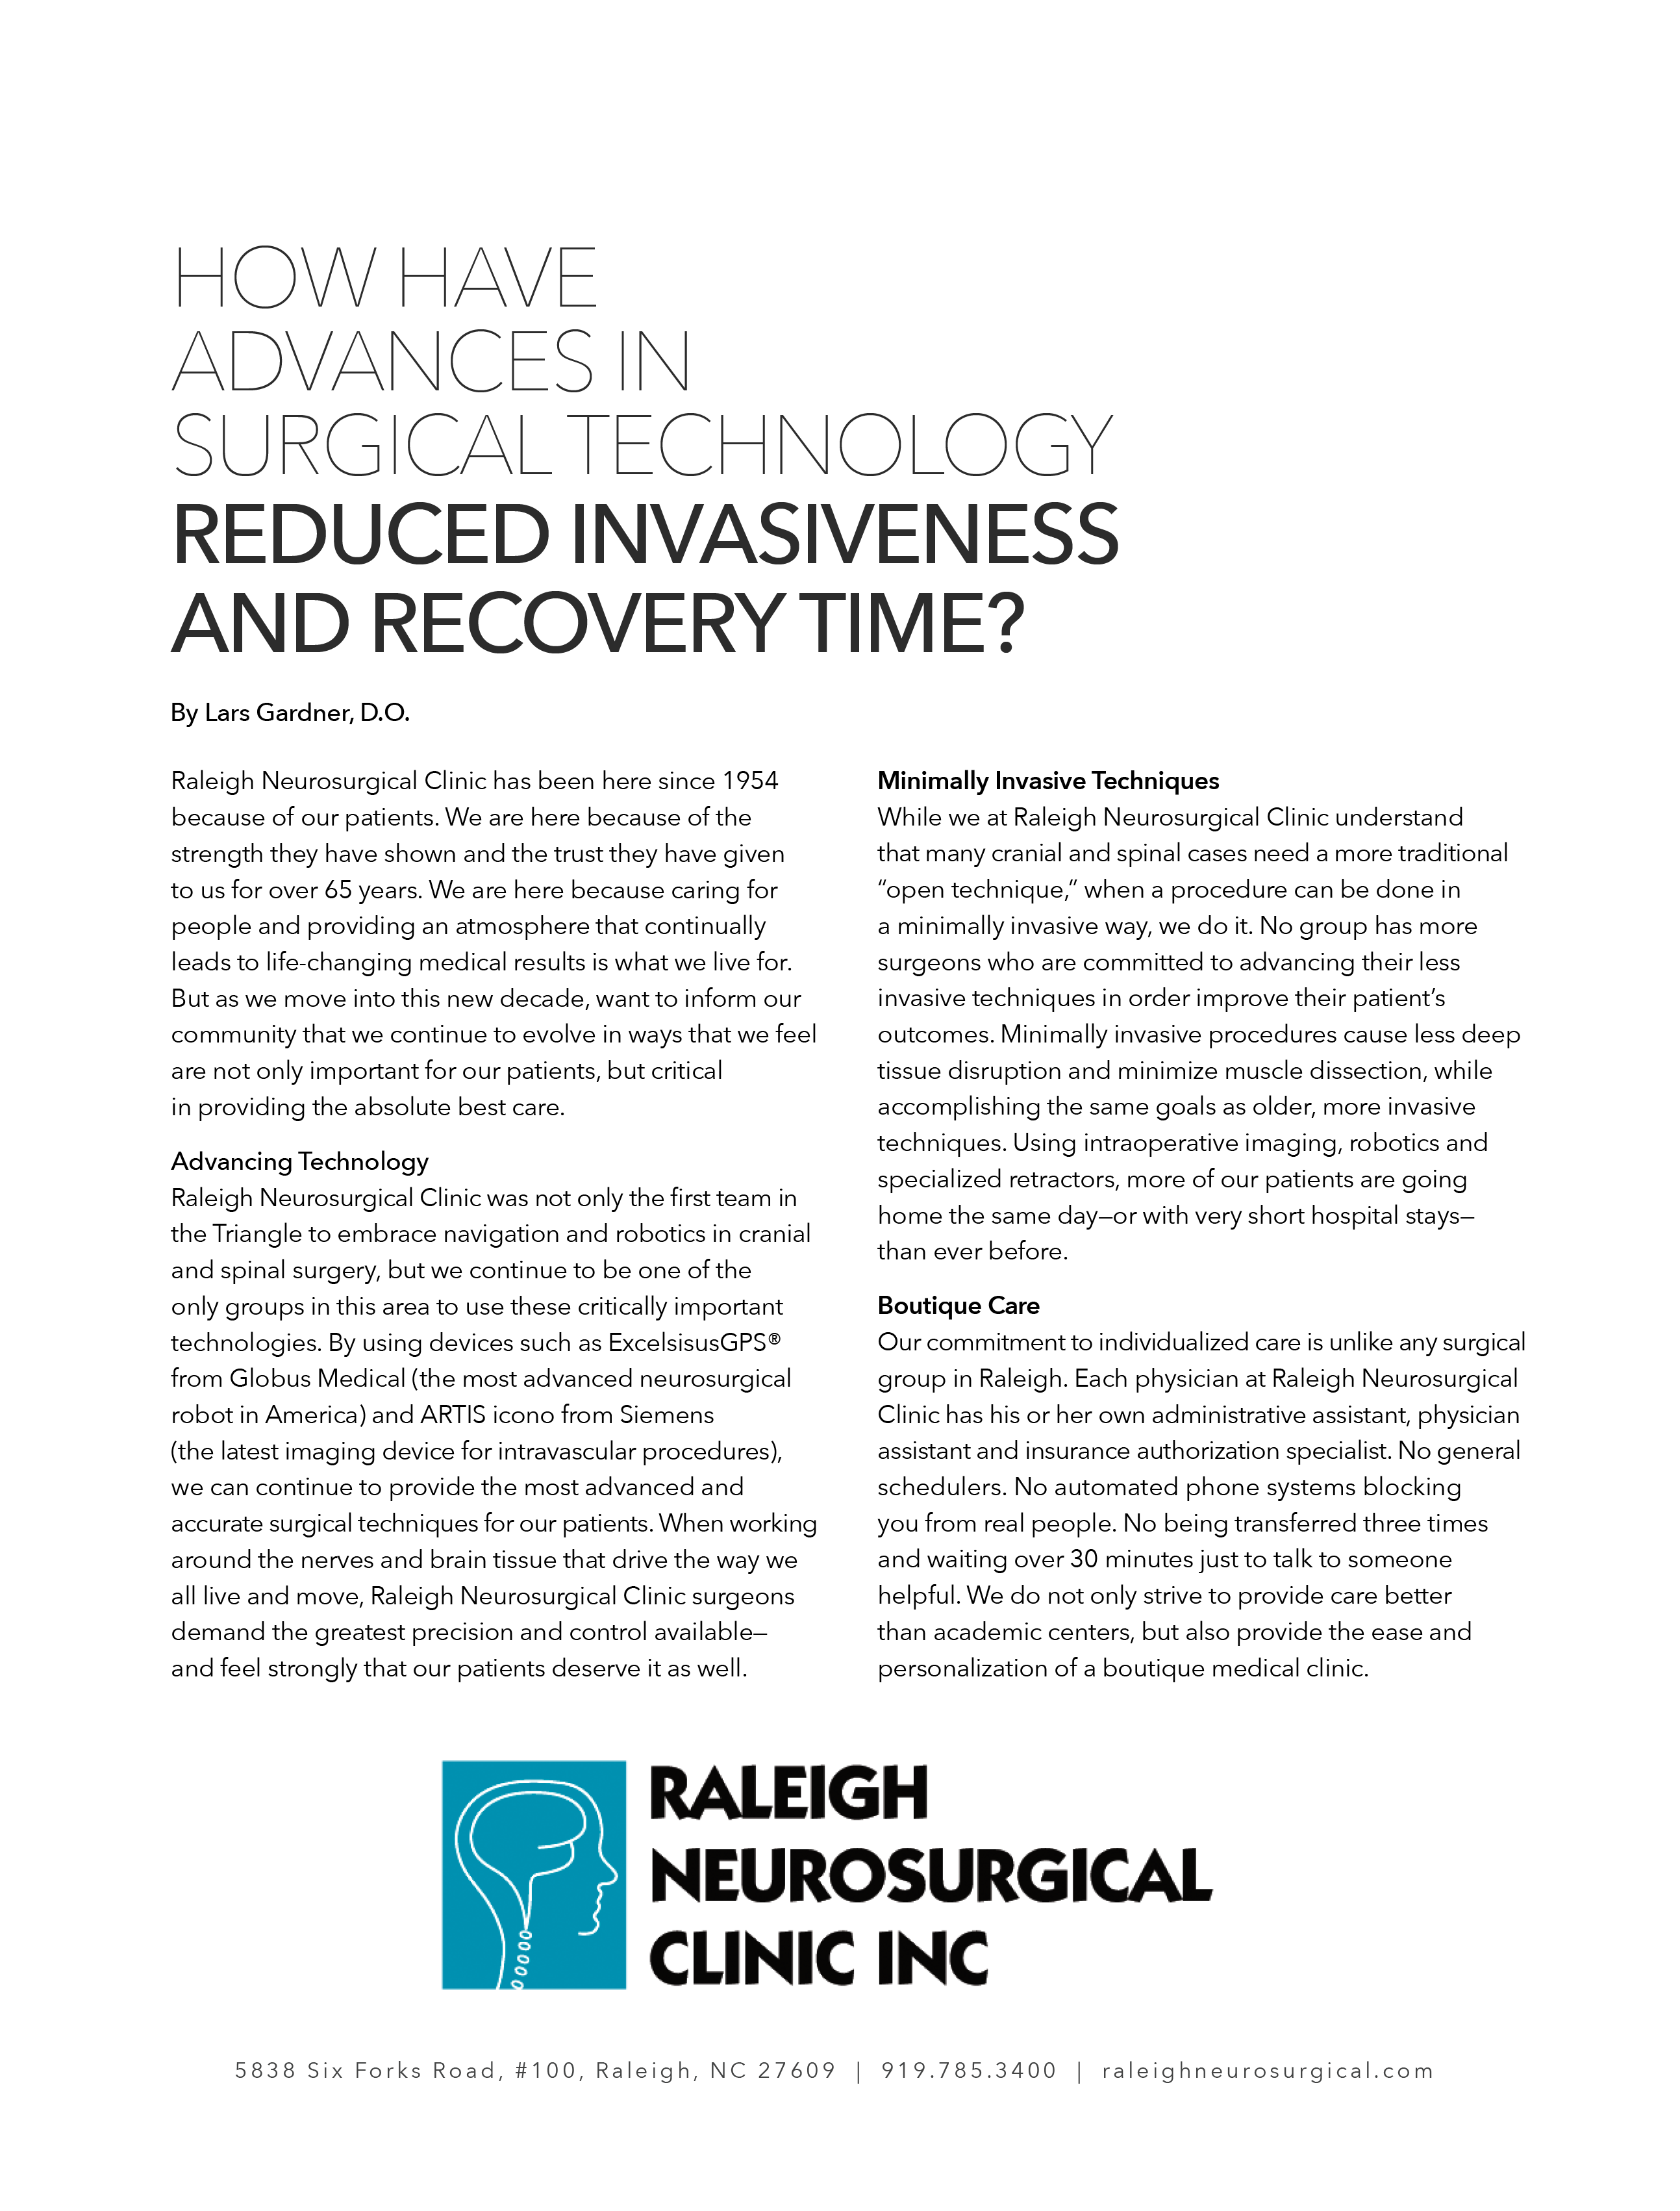 HOW HAVE
ADVANCES IN
SURGICAL TECHNOLOGY
REDUCED INVASIVENESS
AND RECOVERY TIME?
By Lars Gardner, D.O.
Raleigh Neurosurgical Clinic has been here since 1954
because of our patients. We are here because of the
strength they have shown and the trust they have given
to us for over 65 years. We are here because caring for
people and providing an atmosphere that continually
leads to life-changing medical results is what we live for.
But as we move into this new decade, want to inform our
community that we continue to evolve in ways that we feel
are not only important for our patients, but critical
in providing the absolute best care.
Advancing Technology
Raleigh Neurosurgical Clinic was not only the first team in
the Triangle to embrace navigation and robotics in cranial
and spinal surgery, but we continue to be one of the
only groups in this area to use these critically important
technologies. By using devices such as ExcelsisusGPS®
from Globus Medical (the most advanced neurosurgical
robot in America) and ARTIS icono from Siemens
(the latest imaging device for intravascular procedures),
we can continue to provide the most advanced and
accurate surgical techniques for our patients. When working
around the nerves and brain tissue that drive the way we
all live and move, Raleigh Neurosurgical Clinic surgeons
demand the greatest precision and control available—
and feel strongly that our patients deserve it as well.
Minimally Invasive Techniques
While we at Raleigh Neurosurgical Clinic understand
that many cranial and spinal cases need a more traditional
“open technique,” when a procedure can be done in
a minimally invasive way, we do it. No group has more
surgeons who are committed to advancing their less
invasive techniques in order improve their patient’s
outcomes. Minimally invasive procedures cause less deep
tissue disruption and minimize muscle dissection, while
accomplishing the same goals as older, more invasive
techniques. Using intraoperative imaging, robotics and
specialized retractors, more of our patients are going
home the same day—or with very short hospital stays—
than ever before.
Boutique Care
Our commitment to individualized care is unlike any surgical
group in Raleigh. Each physician at Raleigh Neurosurgical
Clinic has his or her own administrative assistant, physician
assistant and insurance authorization specialist. No general
schedulers. No automated phone systems blocking
you from real people. No being transferred three times
and waiting over 30 minutes just to talk to someone
helpful. We do not only strive to provide care better
than academic centers, but also provide the ease and
personalization of a boutique medical clinic.
RALEIGH
NEUROSURGICAL
CLINIC INC
5838 Six Forks Road, #100, Raleigh, NC 27609 | 919.785.3400 | raleighneurosurgical.com